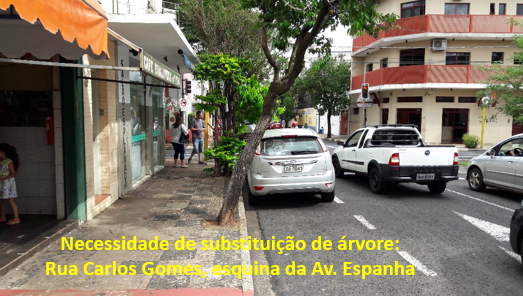 Necessidade de substituição de árvore:
Rua Carlos Gomes, esquina da Av. Espanha